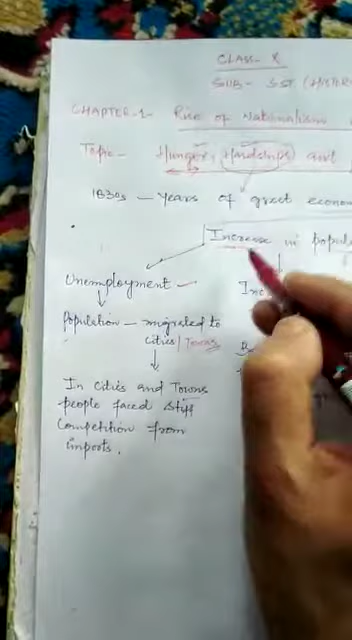 CLASS- X
SUB- SST (HISTOR
CHAPTER-1- Rise of Nationalism
Topic- Hunger, Hardships and
1830s - Years of great econom
Increase in popula
Unemployment -
Population - migrated to
cities/Towns
In Cities and Towns
people faced stiff
Competition from
imports.